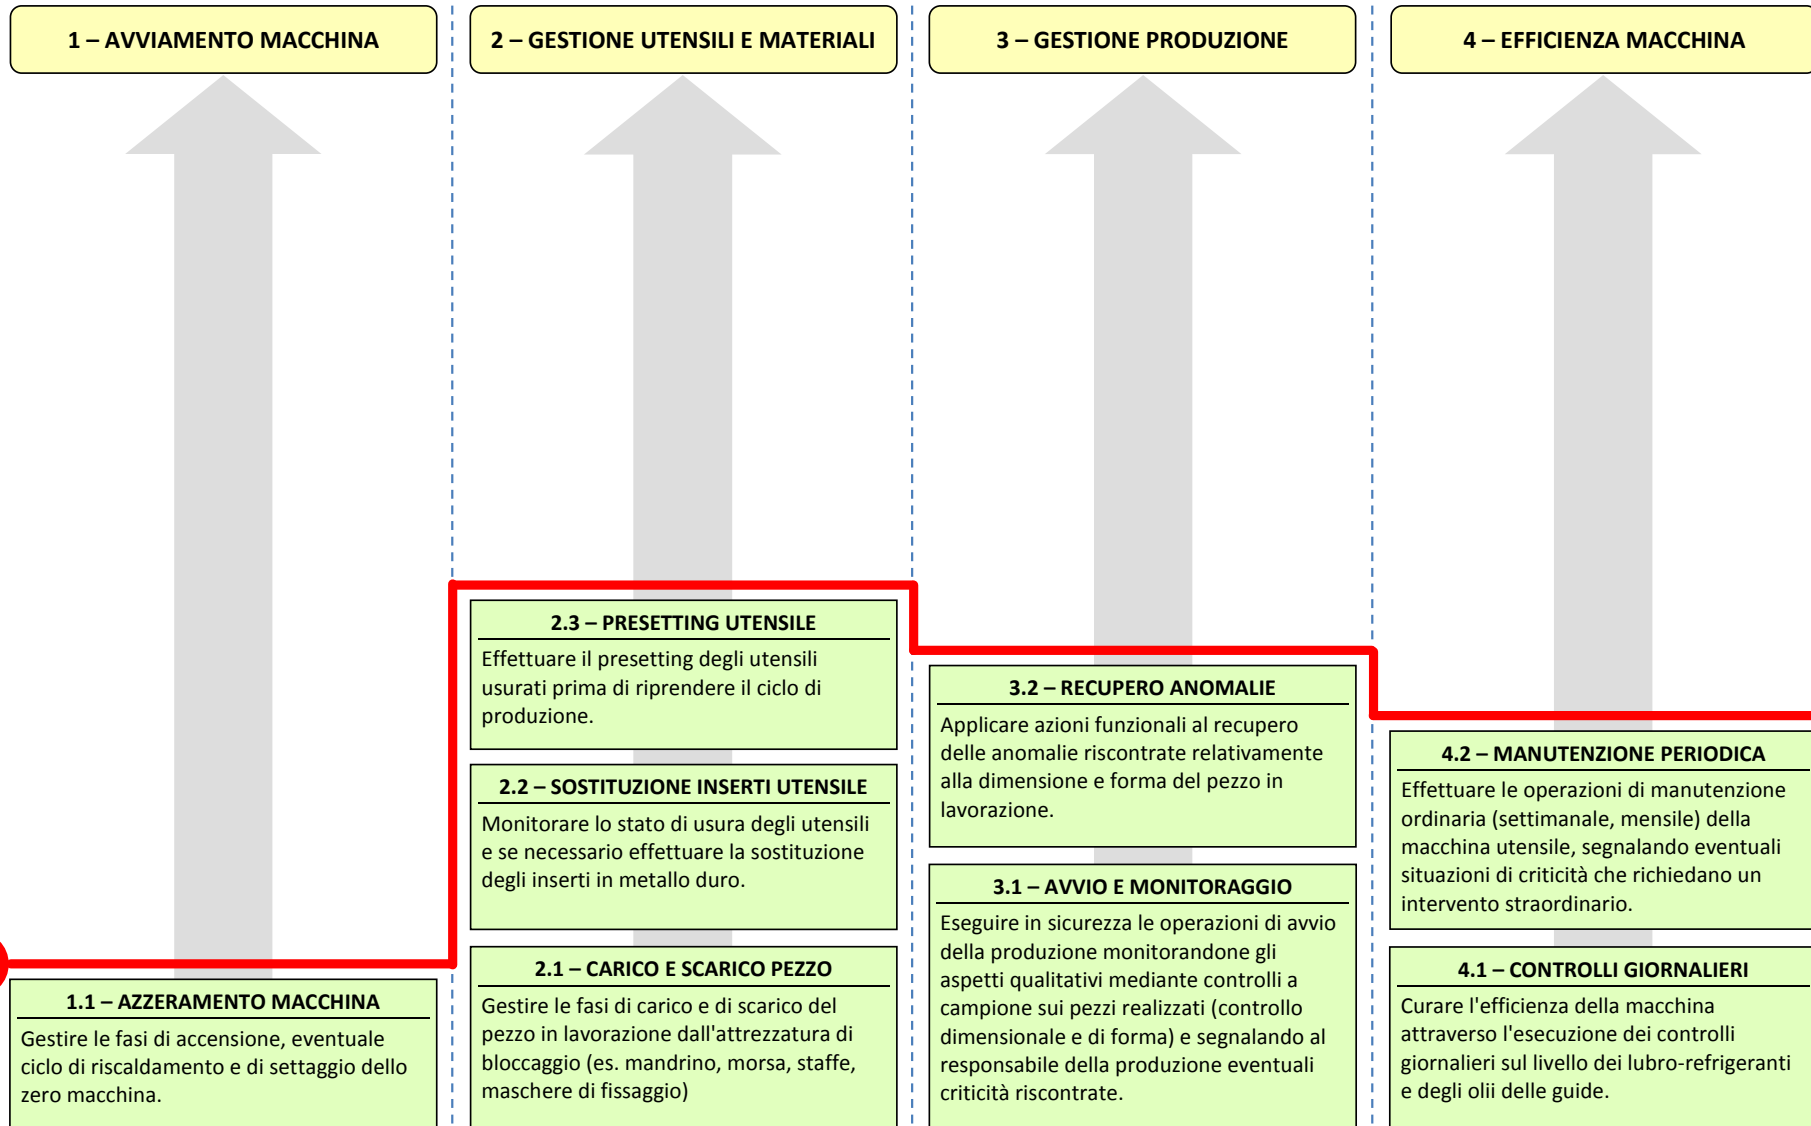 1 – AVVIAMENTO MACCHINA
2 – GESTIONE UTENSILI E MATERIALI
3 – GESTIONE PRODUZIONE
4 – EFFICIENZA MACCHINA
1.1 – AZZERAMENTO MACCHINA
Gestire le fasi di accensione, eventuale
ciclo di riscaldamento e di settaggio dello
zero macchina.
2.3 – PRESETTING UTENSILE
Effettuare il presetting degli utensili
usurati prima di riprendere il ciclo di
produzione.
2.2 – SOSTITUZIONE INSERTI UTENSILE
Monitorare lo stato di usura degli utensili
e se necessario effettuare la sostituzione
degli inserti in metallo duro.
2.1 – CARICO E SCARICO PEZZO
Gestire le fasi di carico e di scarico del
pezzo in lavorazione dall'attrezzatura di
bloccaggio (es. mandrino, morsa, staffe,
maschere di fissaggio)
3.2 – RECUPERO ANOMALIE
Applicare azioni funzionali al recupero
delle anomalie riscontrate relativamente
alla dimensione e forma del pezzo in
lavorazione.
3.1 – AVVIO E MONITORAGGIO
Eseguire in sicurezza le operazioni di avvio
della produzione monitorandone gli
aspetti qualitativi mediante controlli a
campione sui pezzi realizzati (controllo
dimensionale e di forma) e segnalando al
responsabile della produzione eventuali
criticità riscontrate.
4.2 – MANUTENZIONE PERIODICA
Effettuare le operazioni di manutenzione
ordinaria (settimanale, mensile) della
macchina utensile, segnalando eventuali
situazioni di criticità che richiedano un
intervento straordinario.
4.1 – CONTROLLI GIORNALIERI
Curare l'efficienza della macchina
attraverso l'esecuzione dei controlli
giornalieri sul livello dei lubro-refrigeranti
e degli olii delle guide.